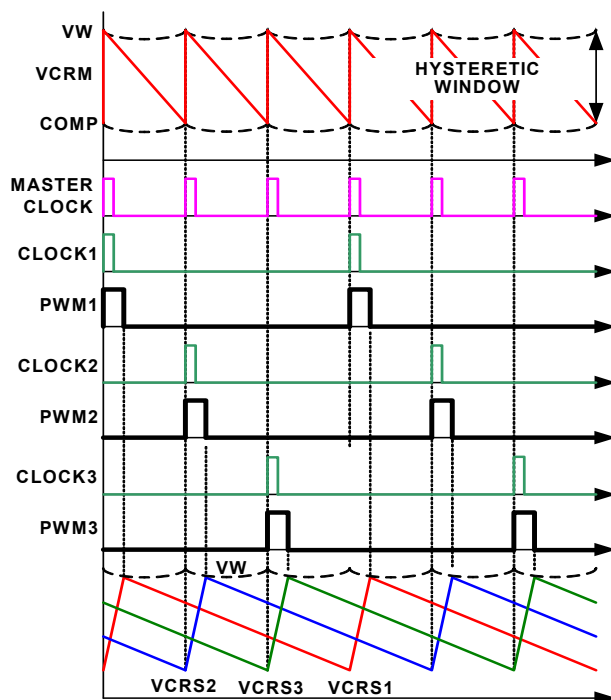 VW
VCRM
HYSTERETIC
WINDOW
COMP
MASTER
CLOCK
CLOCK1
PWM1
CLOCK2
PWM2
CLOCK3
PWM3
VW
VCRS2 VCRS3 VCRS1